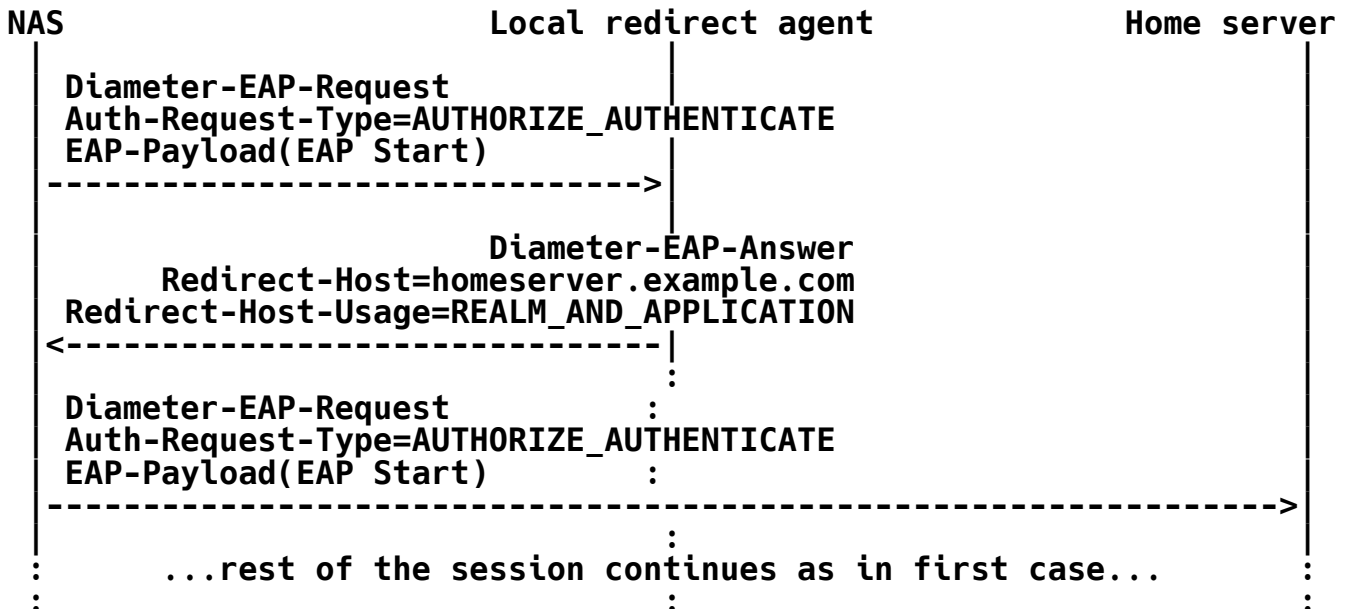 NAS Local redirect agent Home server
Diameter-EAP-Request
Auth-Request-Type=AUTHORIZE_AUTHENTICATE
EAP-Payload(EAP Start)
Diameter-EAP-Answer
Redirect-Host=homeserver.example.com
Redirect-Host-Usage=REALM_AND_APPLICATION
Diameter-EAP-Request
Auth-Request-Type=AUTHORIZE_AUTHENTICATE
EAP-Payload(EAP Start)
...rest of the session continues as in first case...